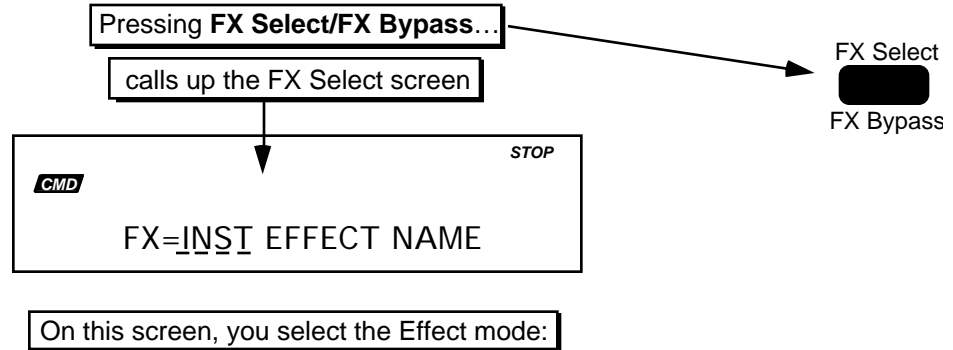 Pressing FX Select/FX Bypass…
calls up the FX Select screen
FX Select
FX Bypass
STOP
CMD
FX=INST EFFECT NAME
On this screen, you select the Effect mode: